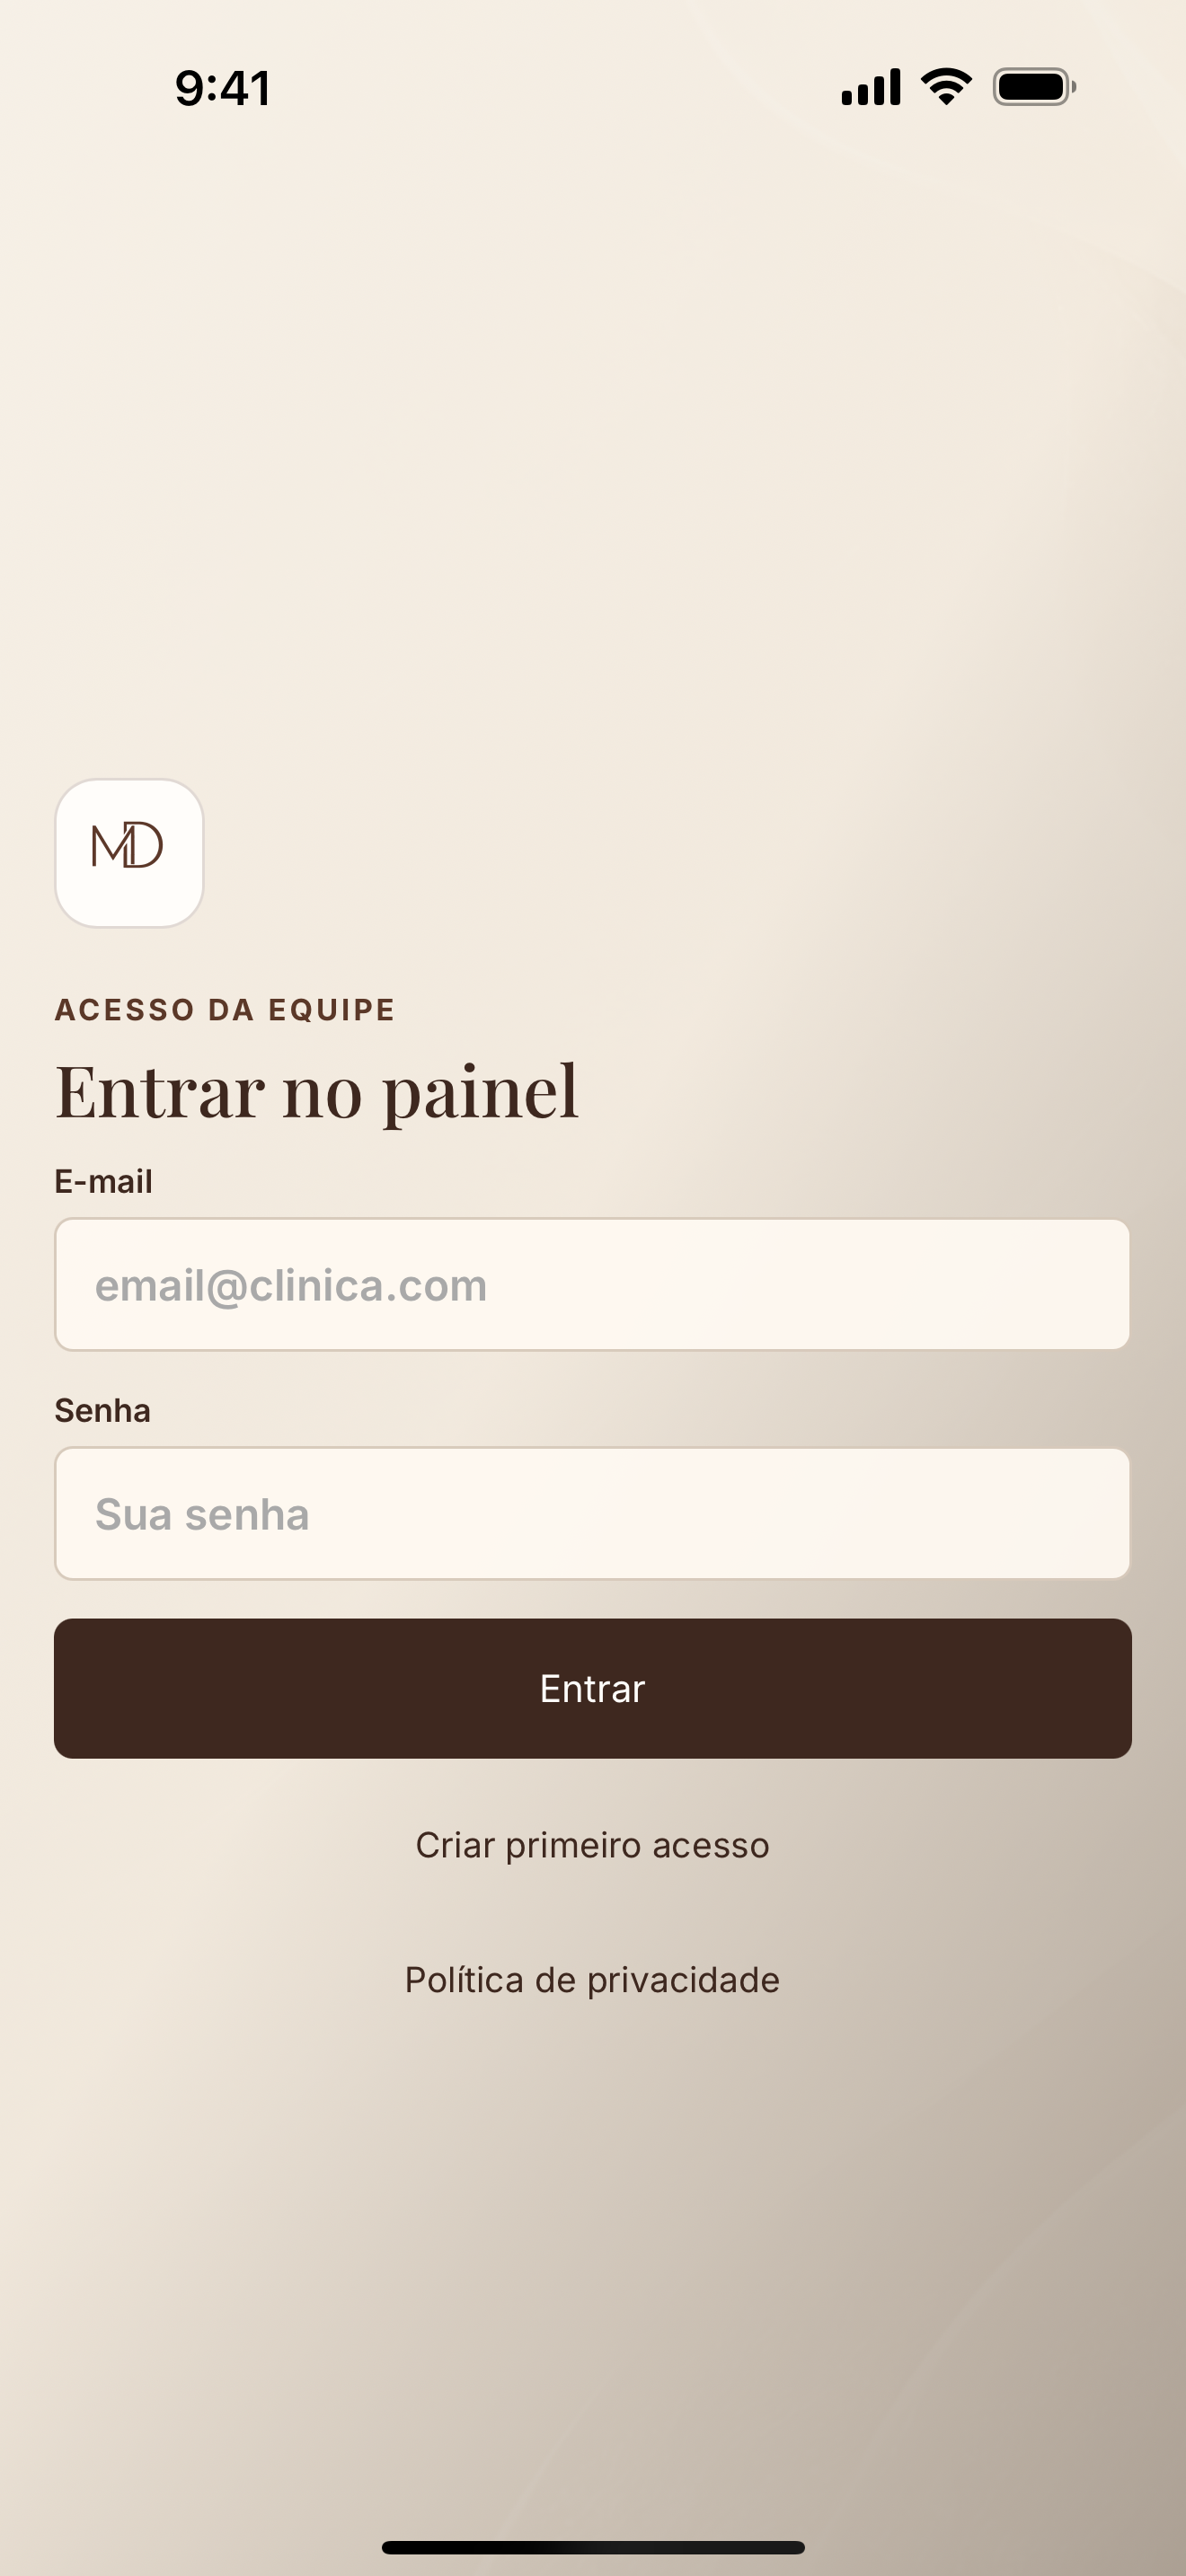 9:41
MD
ACESSO DA EQUIPE
Entrar no painel
E-mail
email@clinica.com
Senha
Sua senha
Entrar
Criar primeiro acesso
Política de privacidade